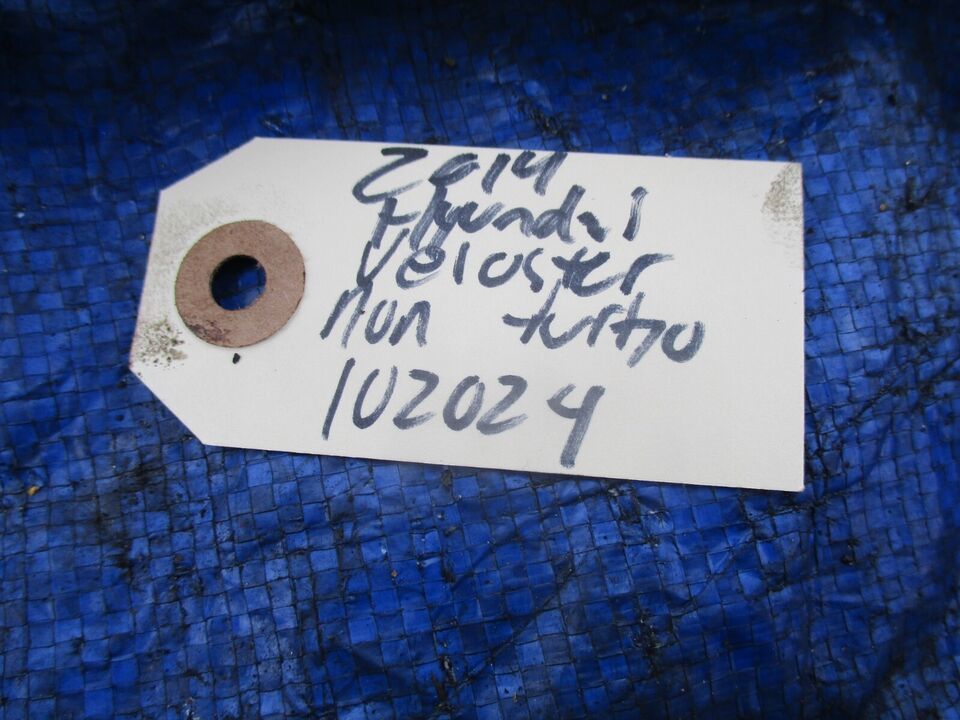 2014
Hyundai
Veloster
non turbo
102024